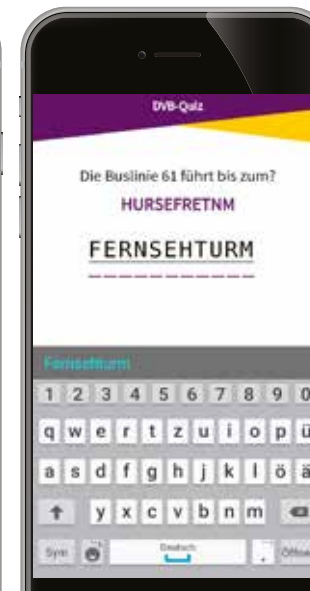 DVB-Quiz
Die Buslinie 61 führt bis zum?
HURSEFRETNM
FERNSEHTURM
Fernsehturm
1 2 3 4 5 6 7 8 9 0
q w e r t z u i o p ü
a s d f g h j k l ö ä
y x c v b n m
Sym Deutsch .